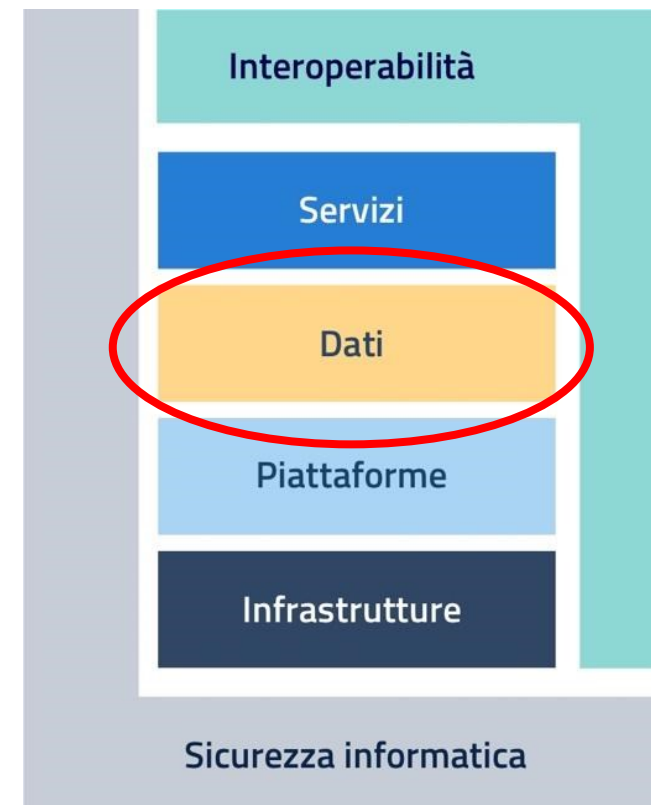 Interoperabilità
Servizi
Dati
Piattaforme
Infrastrutture
Sicurezza informatica